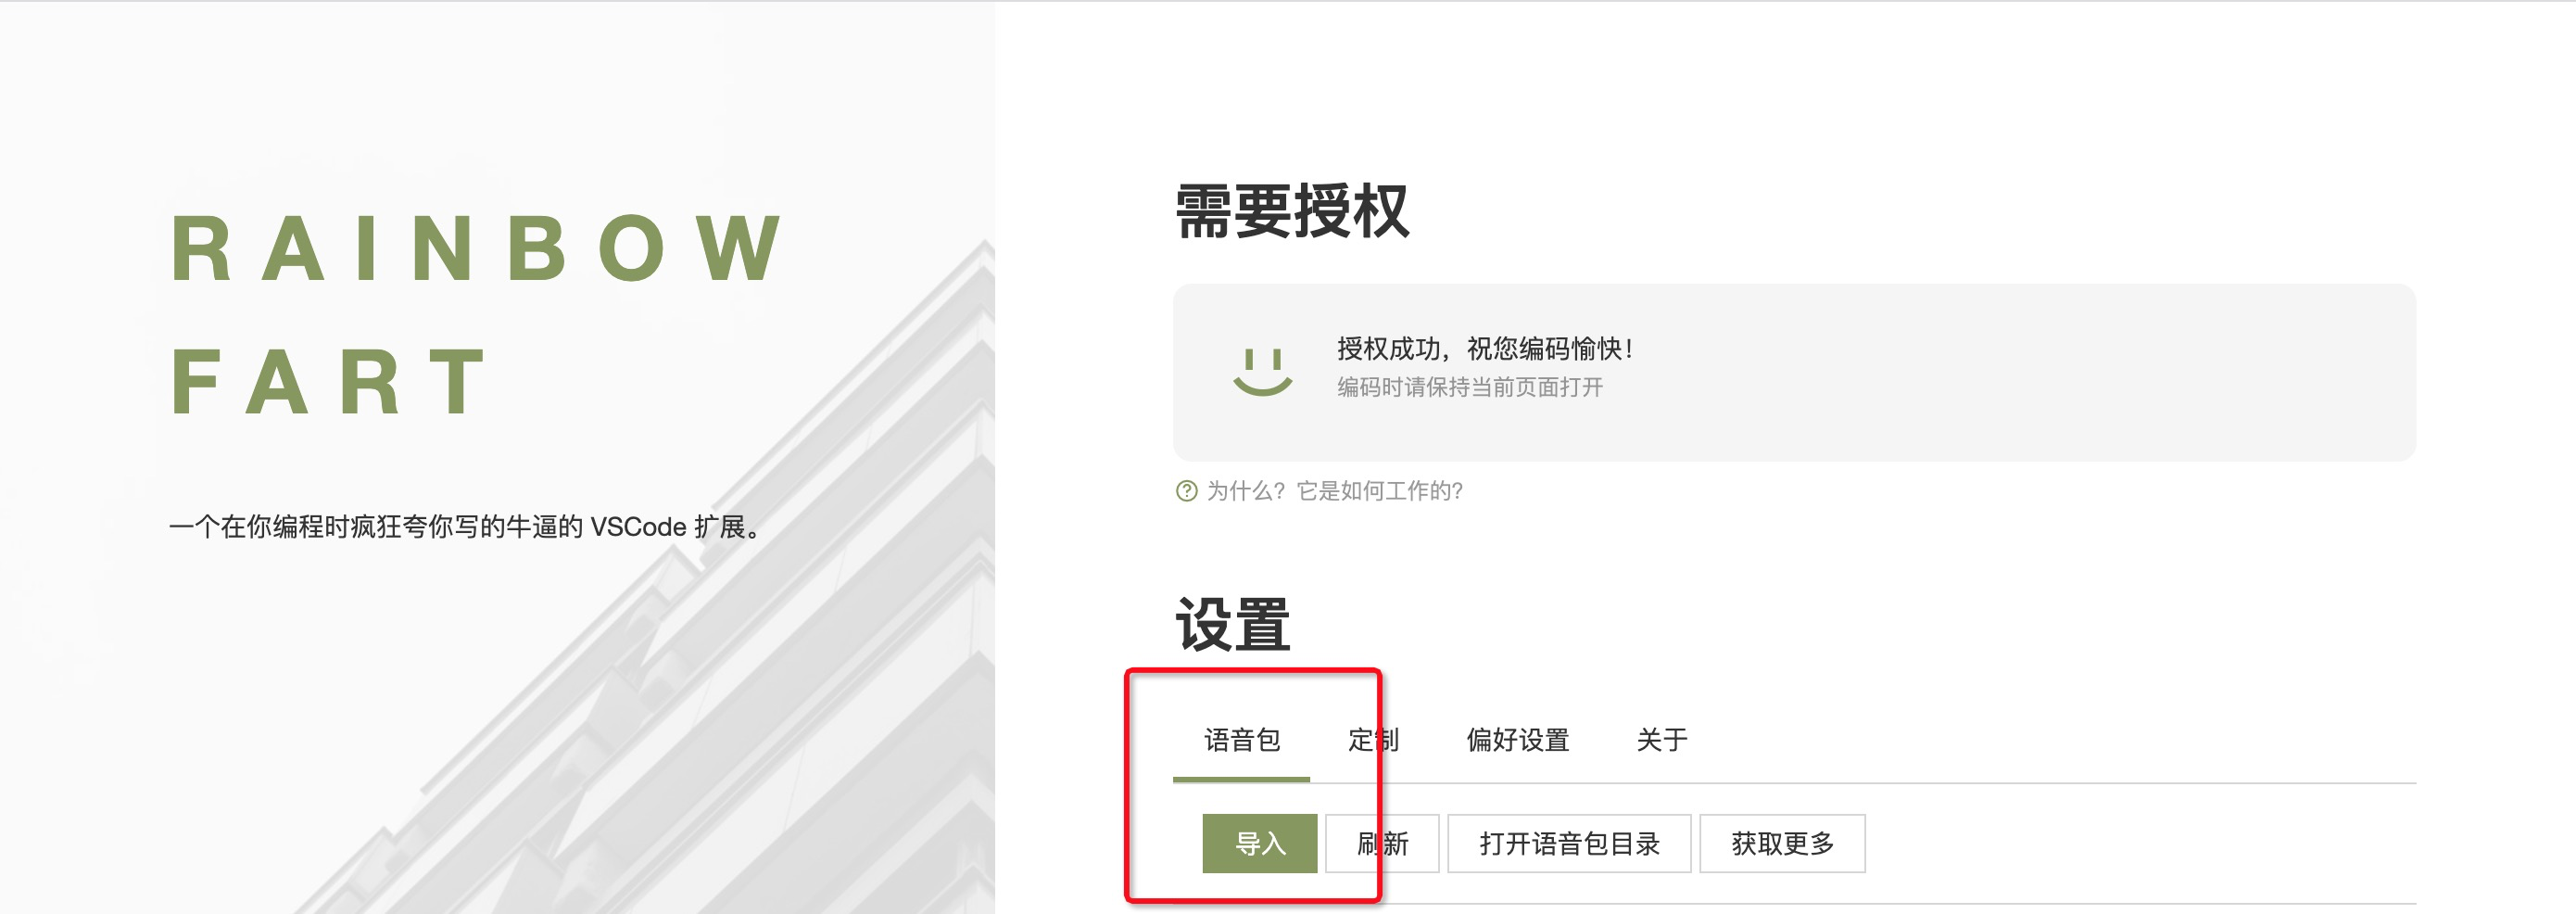 RAINBOW
FART
一个在你编程时疯狂夸你写的牛逼的 VSCode 扩展。
需要授权
授权成功，祝您编码愉快！
编码时请保持当前页面打开
为什么？它是如何工作的？
设置
语音包 定制 偏好设置 关于
导入 刷新 打开语音包目录 获取更多